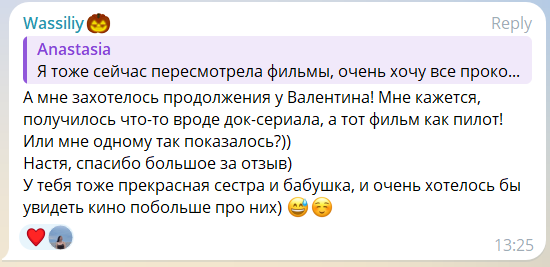 Wassiliy🎃 Reply
Anastasia
Я тоже сейчас пересмотрела фильмы, очень хочу все проко...
А мне захотелось продолжения у Валентина! Мне кажется,
получилось что-то вроде док-сериала, а тот фильм как пилот!
Или мне одному так показалось?))
Настя, спасибо большое за отзыв)
У тебя тоже прекрасная сестра и бабушка, и очень хотелось бы
увидеть кино побольше про них) 😅☺️
❤️ 13:25